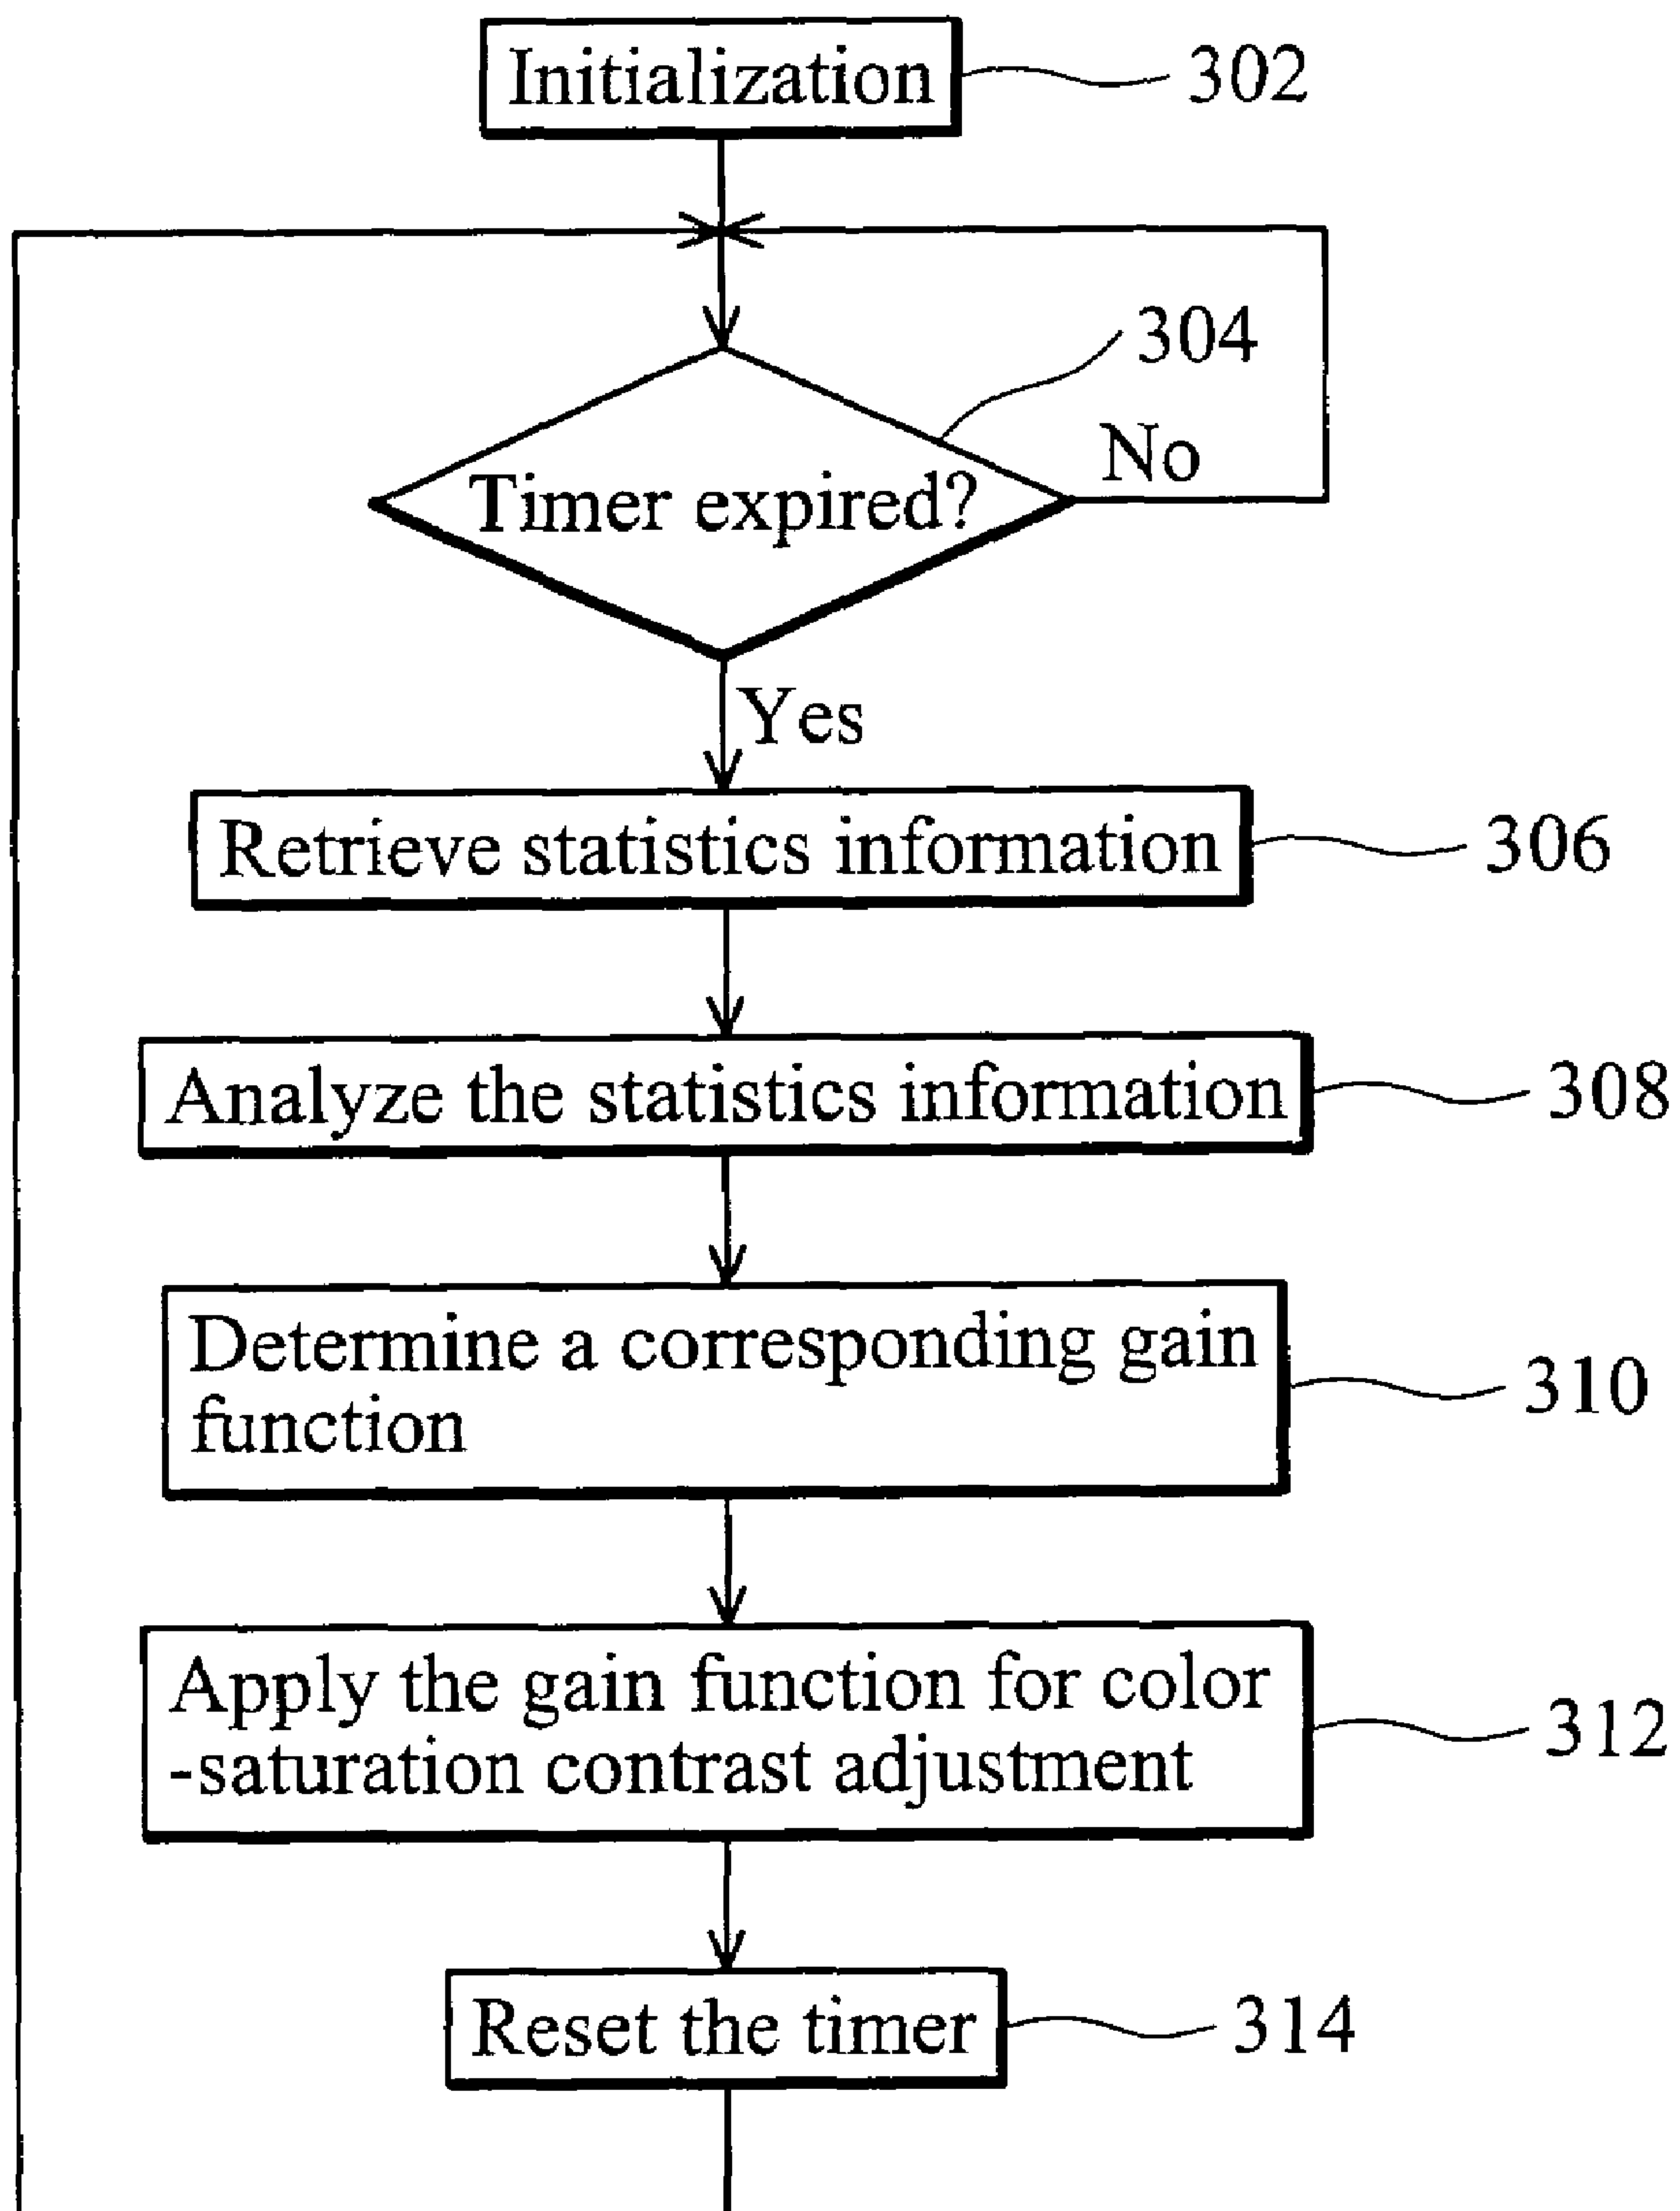 Initialization
302
304
No
Timer expired?
Yes
Retrieve statistics information
306
Analyze the statistics information
308
Determine a corresponding gain
function
310
Apply the gain function for color
-saturation contrast adjustment
312
Reset the timer
314